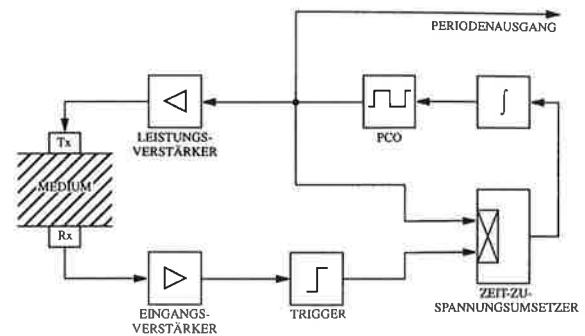 PERIODENAUSGANG
LEISTUNGS-
VERSTÄRKER
PCO
∫
Tx
MEDIUM
Rx
EINGANGS-
VERSTÄRKER
TRIGGER
ZEIT-ZU-
SPANNUNGSUMSETZER